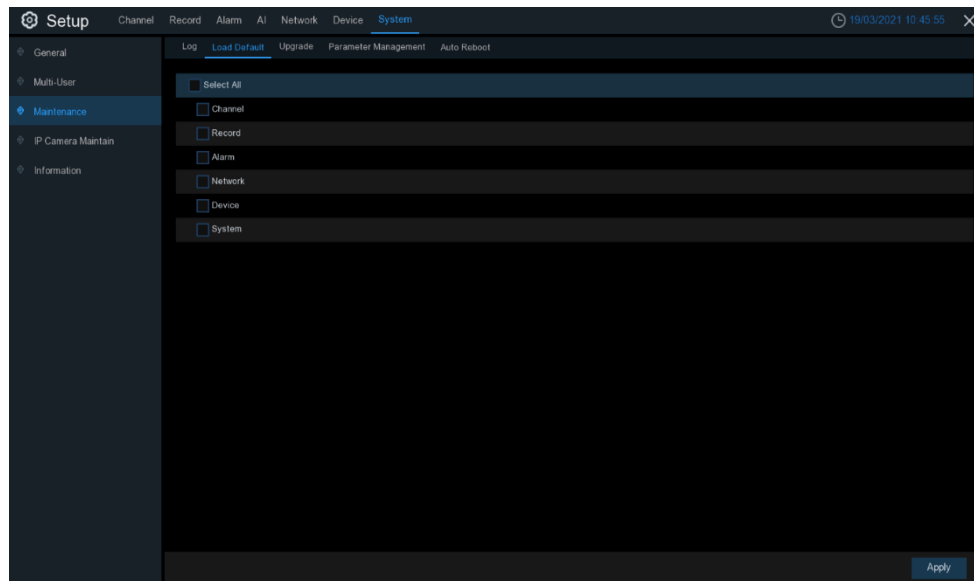 Setup Channel Record Alarm AI Network Device System 19/03/2021 10:45:55
Log Load Default Upgrade Parameter Management Auto Reboot
General
Multi-User
Maintenance
IP Camera Maintain
Information
Select All
Channel
Record
Alarm
Network
Device
System
Apply